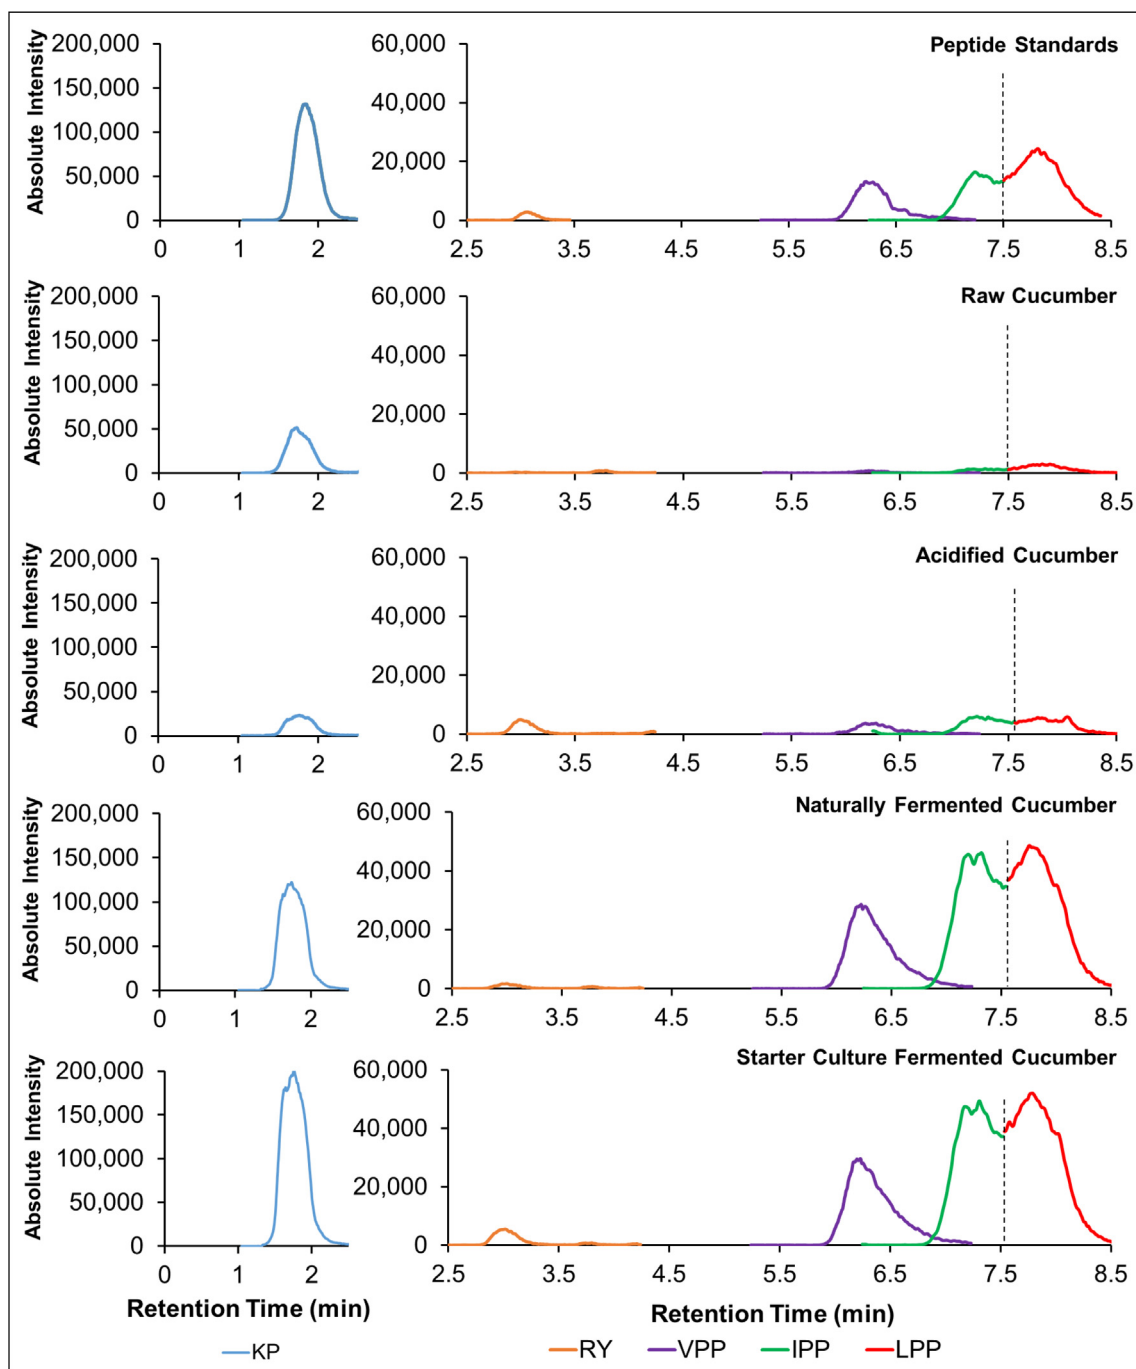 Peptide Standards
Absolute Intensity
200,000
150,000
100,000
50,000
0
0 1 2
60,000
40,000
20,000
0
2.5 3.5 4.5 5.5 6.5 7.5 8.5
Raw Cucumber
Absolute Intensity
200,000
150,000
100,000
50,000
0
0 1 2
60,000
40,000
20,000
0
2.5 3.5 4.5 5.5 6.5 7.5 8.5
Acidified Cucumber
Absolute Intensity
200,000
150,000
100,000
50,000
0
0 1 2
60,000
40,000
20,000
0
2.5 3.5 4.5 5.5 6.5 7.5 8.5
Naturally Fermented Cucumber
Absolute Intensity
200,000
150,000
100,000
50,000
0
0 1 2
60,000
40,000
20,000
0
2.5 3.5 4.5 5.5 6.5 7.5 8.5
Starter Culture Fermented Cucumber
Absolute Intensity
200,000
150,000
100,000
50,000
0
0 1 2
60,000
40,000
20,000
0
2.5 3.5 4.5 5.5 6.5 7.5 8.5
Retention Time (min) Retention Time (min)
KP RY VPP IPP LPP